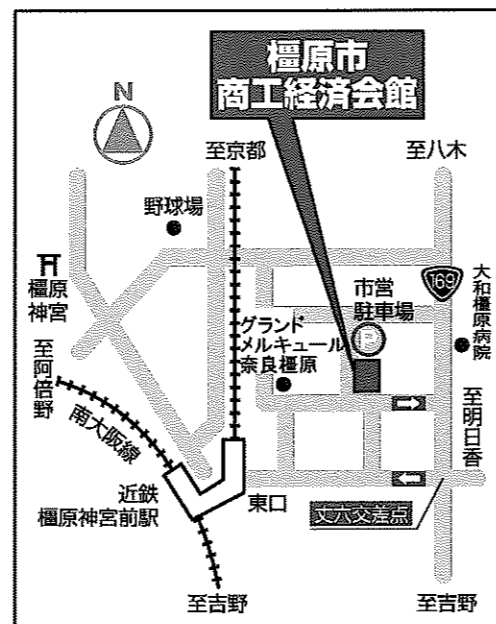 橿原市
商工経済会館
N
至京都
至八木
野球場
橿原
神宮
169
大和橿原病院
市営
駐車場
P
グランド
メルキュール
奈良橿原
至阿倍野
南大阪線
至明日香
近鉄
橿原神宮前駅
東口
丈六交差点
至吉野
至吉野